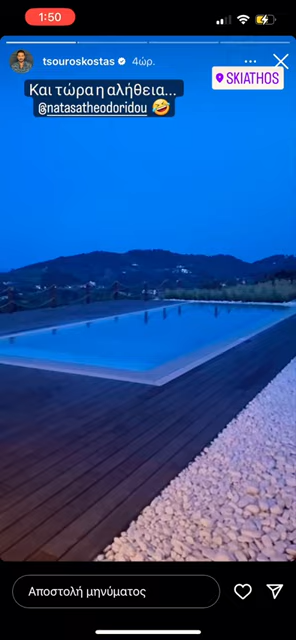 1:50
tsouroskostas 4ώρ.
Και τώρα η αλήθεια...
@natasatheodoridou 🤣
SKIATHOS
Αποστολή μηνύματος